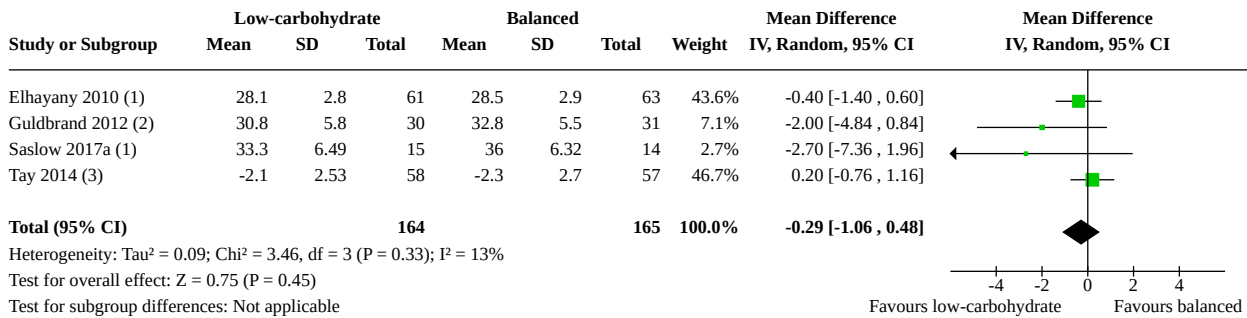 Low-carbohydrate Balanced Mean Difference Mean Difference
Study or Subgroup Mean SD Total Mean SD Total Weight IV, Random, 95% CI IV, Random, 95% CI
Elhayany 2010 (1) 28.1 2.8 61 28.5 2.9 63 43.6% -0.40 [-1.40 , 0.60]
Guldbrand 2012 (2) 30.8 5.8 30 32.8 5.5 31 7.1% -2.00 [-4.84 , 0.84]
Saslow 2017a (1) 33.3 6.49 15 36 6.32 14 2.7% -2.70 [-7.36 , 1.96]
Tay 2014 (3) -2.1 2.53 58 -2.3 2.7 57 46.7% 0.20 [-0.76 , 1.16]
Total (95% CI) 164 165 100.0% -0.29 [-1.06 , 0.48]
Heterogeneity: Tau² = 0.09; Chi² = 3.46, df = 3 (P = 0.33); I² = 13%
Test for overall effect: Z = 0.75 (P = 0.45) -4 -2 0 2 4
Test for subgroup differences: Not applicable Favours low-carbohydrate Favours balanced